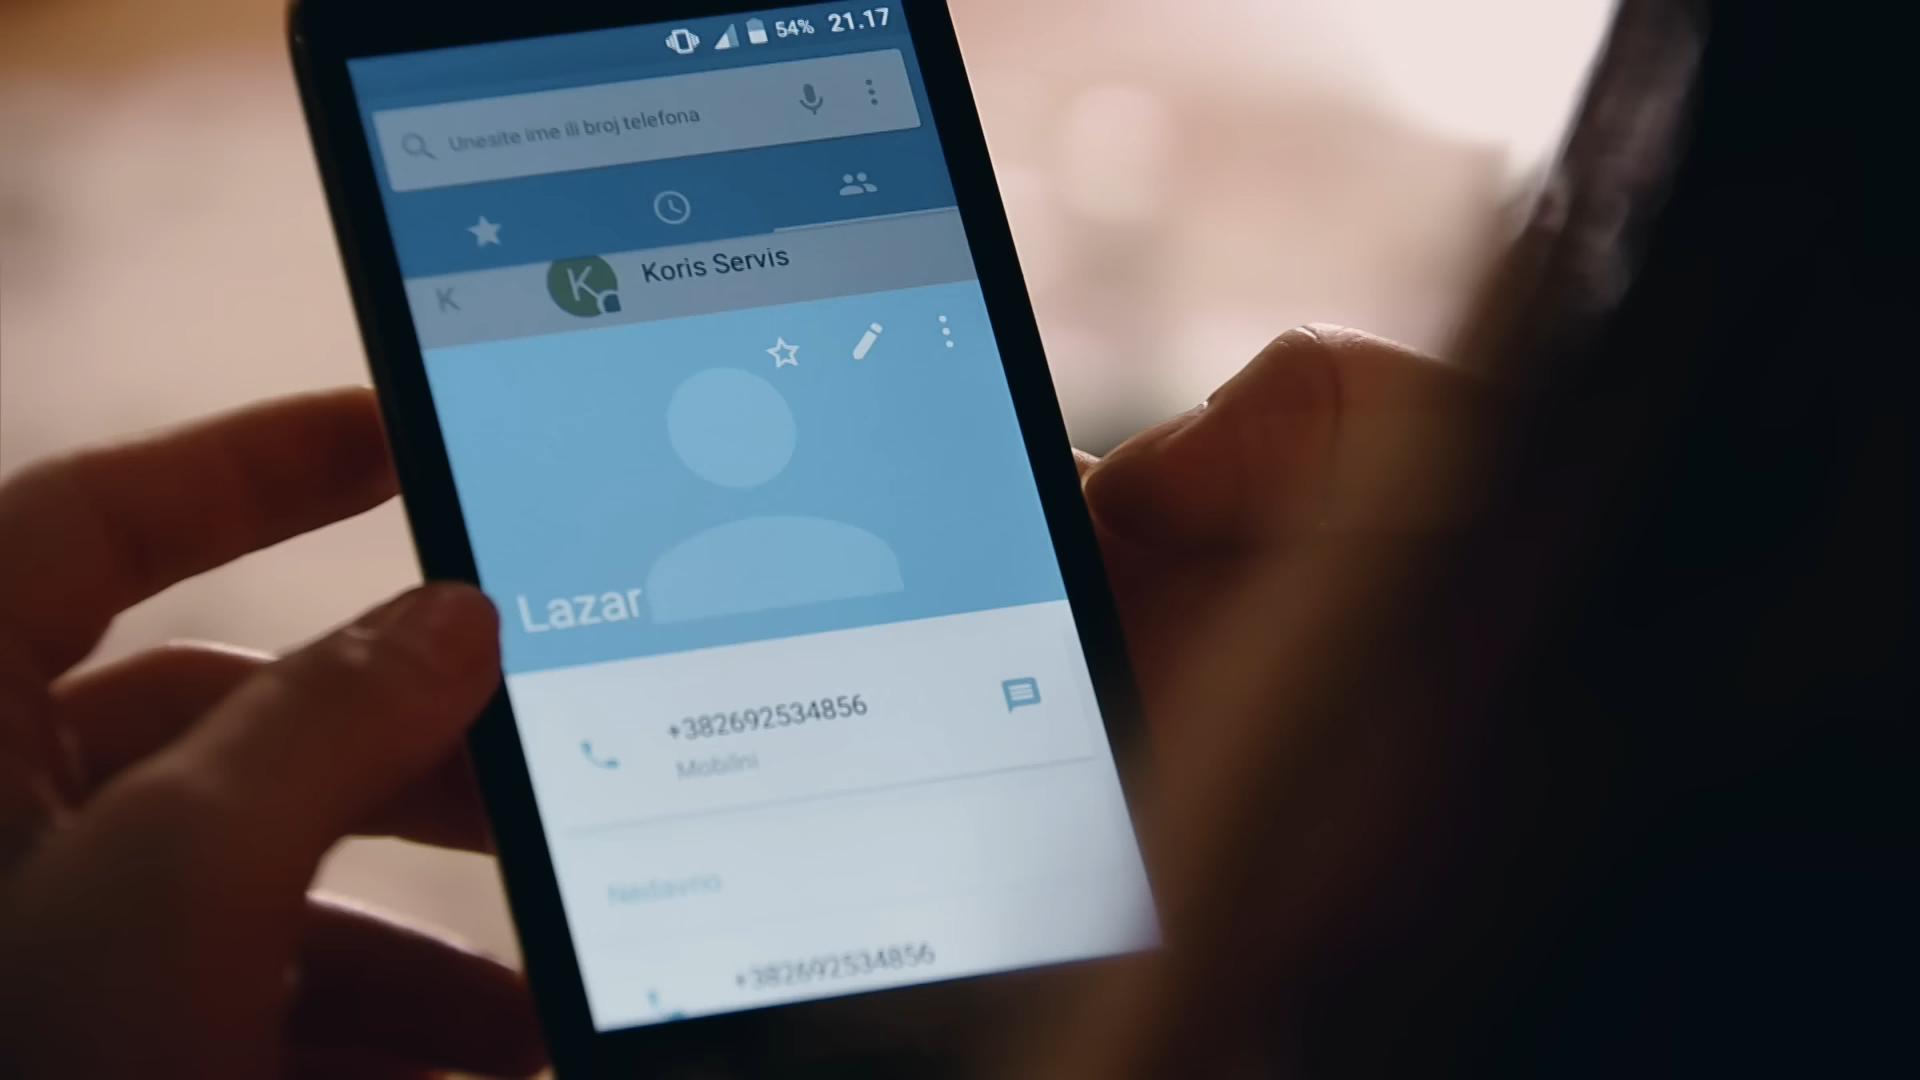 54% 21.17
Unesite ime ili broj telefona
K
K
Koris Servis
Lazar
+382692534856
Mobilni
Nedavno
+382692534856